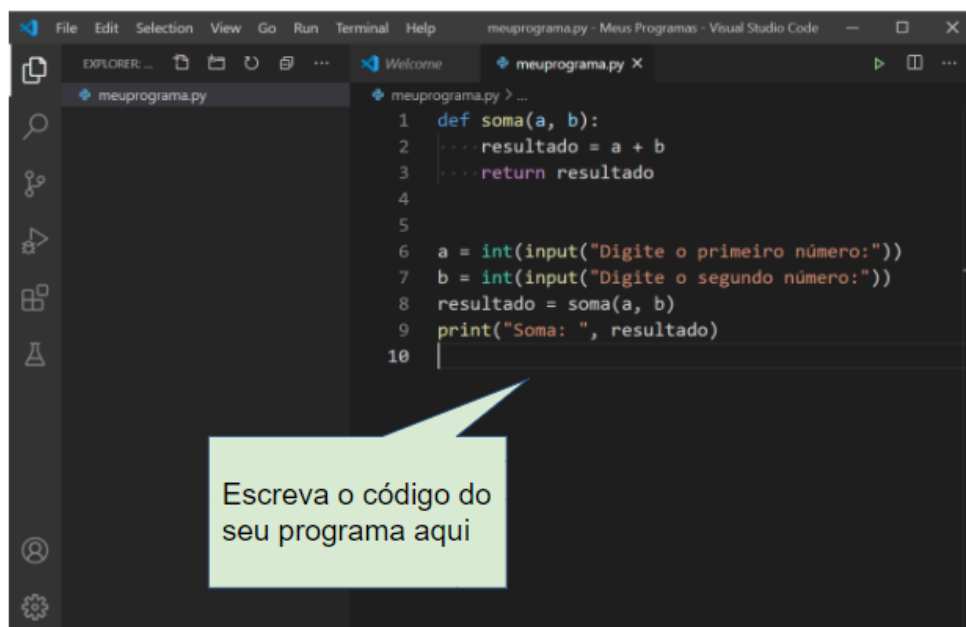 File Edit Selection View Go Run Terminal Help meuprograma.py - Meus Programas - Visual Studio Code
EXPLORER: ...
meuprograma.py
Welcome meuprograma.py
meuprograma.py > ...
1 def soma(a, b):
2 ····resultado = a + b
3 ····return resultado
4
5
6 a = int(input("Digite o primeiro número:"))
7 b = int(input("Digite o segundo número:"))
8 resultado = soma(a, b)
9 print("Soma: ", resultado)
10
Escreva o código do
seu programa aqui